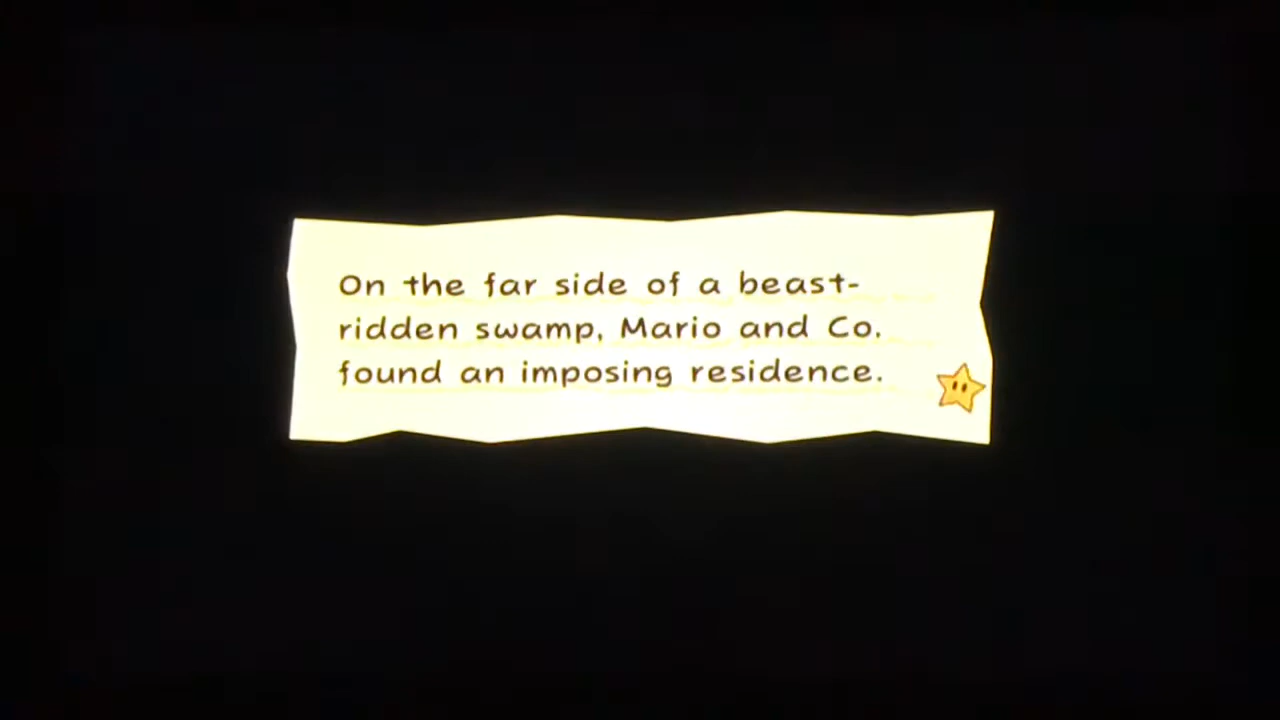 On the far side of a beast-
ridden swamp, Mario and Co.
found an imposing residence.